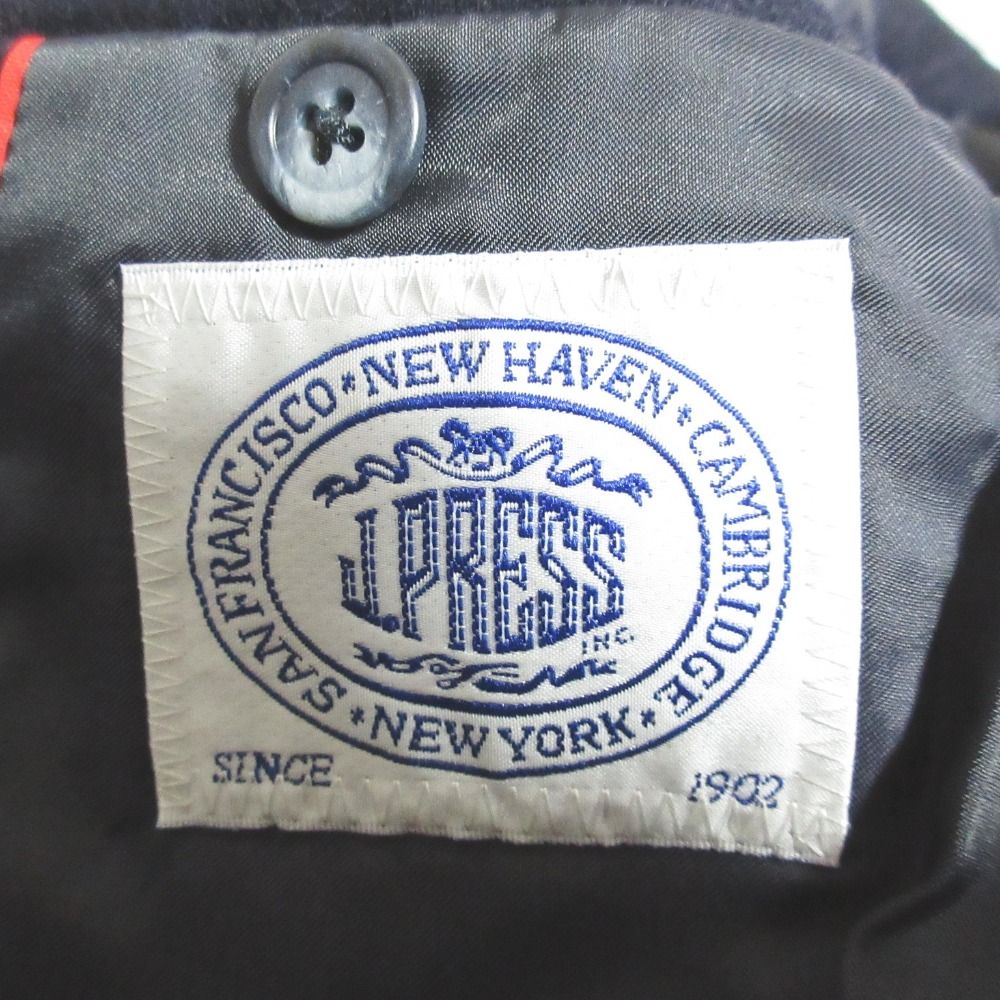 SAN FRANCISCO * NEW HAVEN * CAMBRIDGE * NEW YORK *
J.PRESS
INC.
SINCE 1902